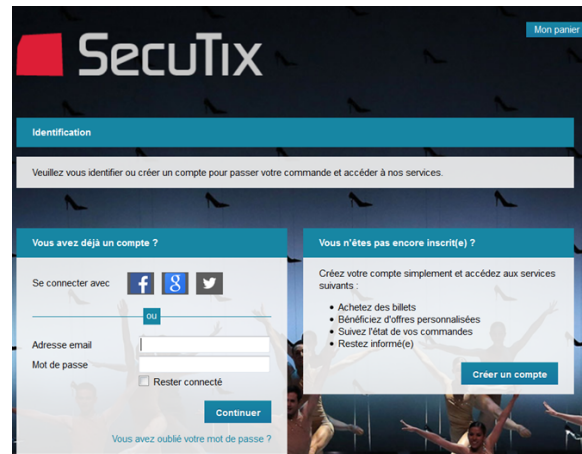 SecuTix
Mon panier
Identification
Veuillez vous identifier ou créer un compte pour passer votre commande et accéder à nos services.
Vous avez déjà un compte ?
Se connecter avec
f 8
ou
Adresse email
Mot de passe
Rester connecté
Continuer
Vous avez oublié votre mot de passe ?
Vous n'êtes pas encore inscrit(e) ?
Créez votre compte simplement et accédez aux services
suivants :
• Achetez des billets
• Bénéficiez d'offres personnalisées
• Suivez l'état de vos commandes
• Restez informé(e)
Créer un compte